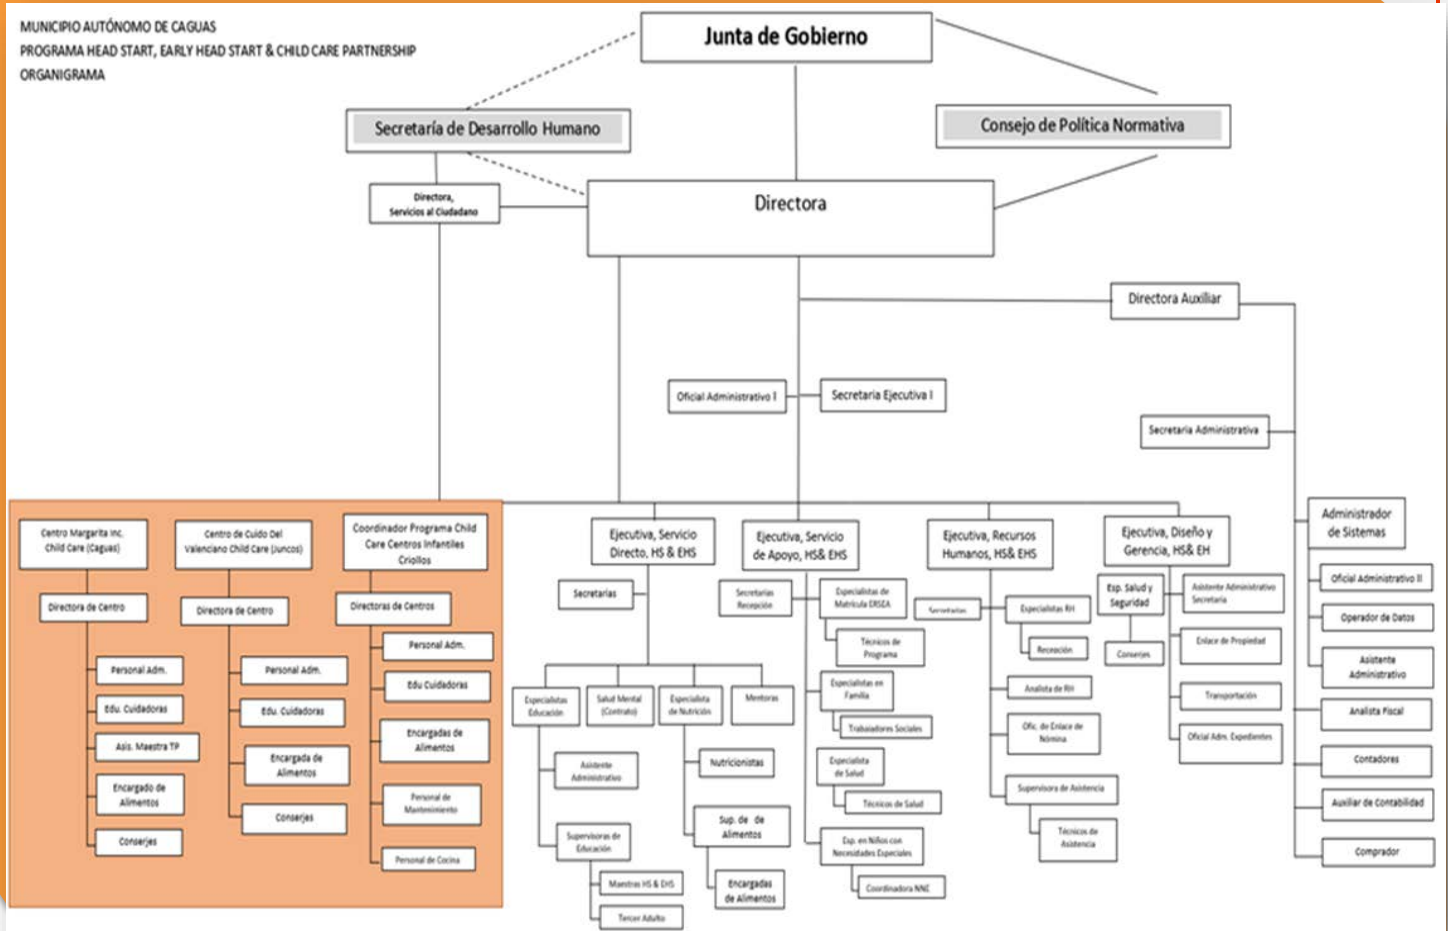 MUNICIPIO AUTÓNOMO DE CAGUAS
PROGRAMA HEAD START, EARLY HEAD START & CHILD CARE PARTNERSHIP
ORGANIGRAMA
Junta de Gobierno
Secretaría de Desarrollo Humano
Consejo de Política Normativa
Directora,
Servicios al Ciudadano
Directora
Directora Auxiliar
Oficial Administrativo I
Secretaria Ejecutiva I
Secretaria Administrativa
Centro Margarita Inc.
Child Care (Caguas)
Directora de Centro
Personal Adm.
Edu. Cuidadoras
Asis. Maestra TP
Encargado de
Alimentos
Conserjes
Centro de Cuido Del
Valenciano Child Care (Juncos)
Directora de Centro
Personal Adm.
Edu. Cuidadoras
Encargada de
Alimentos
Conserjes
Coordinador Programa Child
Care Centros Infantiles
Criollos
Directoras de Centros
Personal Adm.
Edu Cuidadoras
Encargadas de
Alimentos
Personal de
Mantenimiento
Personal de Cocina
Ejecutiva, Servicio
Directo, HS & EHS
Secretarias
Especialistas
Educación
Salud Mental
(Contrato)
Especialista
de Nutrición
Mentoras
Asistente
Administrativo
Supervisoras de
Educación
Maestras HS & EHS
Tercer Adulto
Nutricionistas
Sup. de de
Alimentos
Encargadas
de Alimentos
Ejecutiva, Servicio
de Apoyo, HS& EHS
Secretarias
Recepción
Especialistas de
Matrícula ERSEA
Técnicos de
Programa
Especialistas en
Familia
Trabajadores Sociales
Especialista
de Salud
Técnicos de Salud
Esp. en Niños con
Necesidades Especiales
Coordinadora NNE
Ejecutiva, Recursos
Humanos, HS& EHS
Secretarias
Especialistas RH
Recepción
Analista de RH
Ofic. de Enlace de
Nómina
Supervisora de Asistencia
Técnicos de
Asistencia
Ejecutiva, Diseño y
Gerencia, HS& EH
Esp. Salud y
Seguridad
Conserjes
Asistente Administrativo
Secretaria
Enlace de Propiedad
Transportación
Oficial Adm. Expedientes
Administrador
de Sistemas
Oficial Administrativo II
Operador de Datos
Asistente
Administrativo
Analista Fiscal
Contadores
Auxiliar de Contabilidad
Comprador